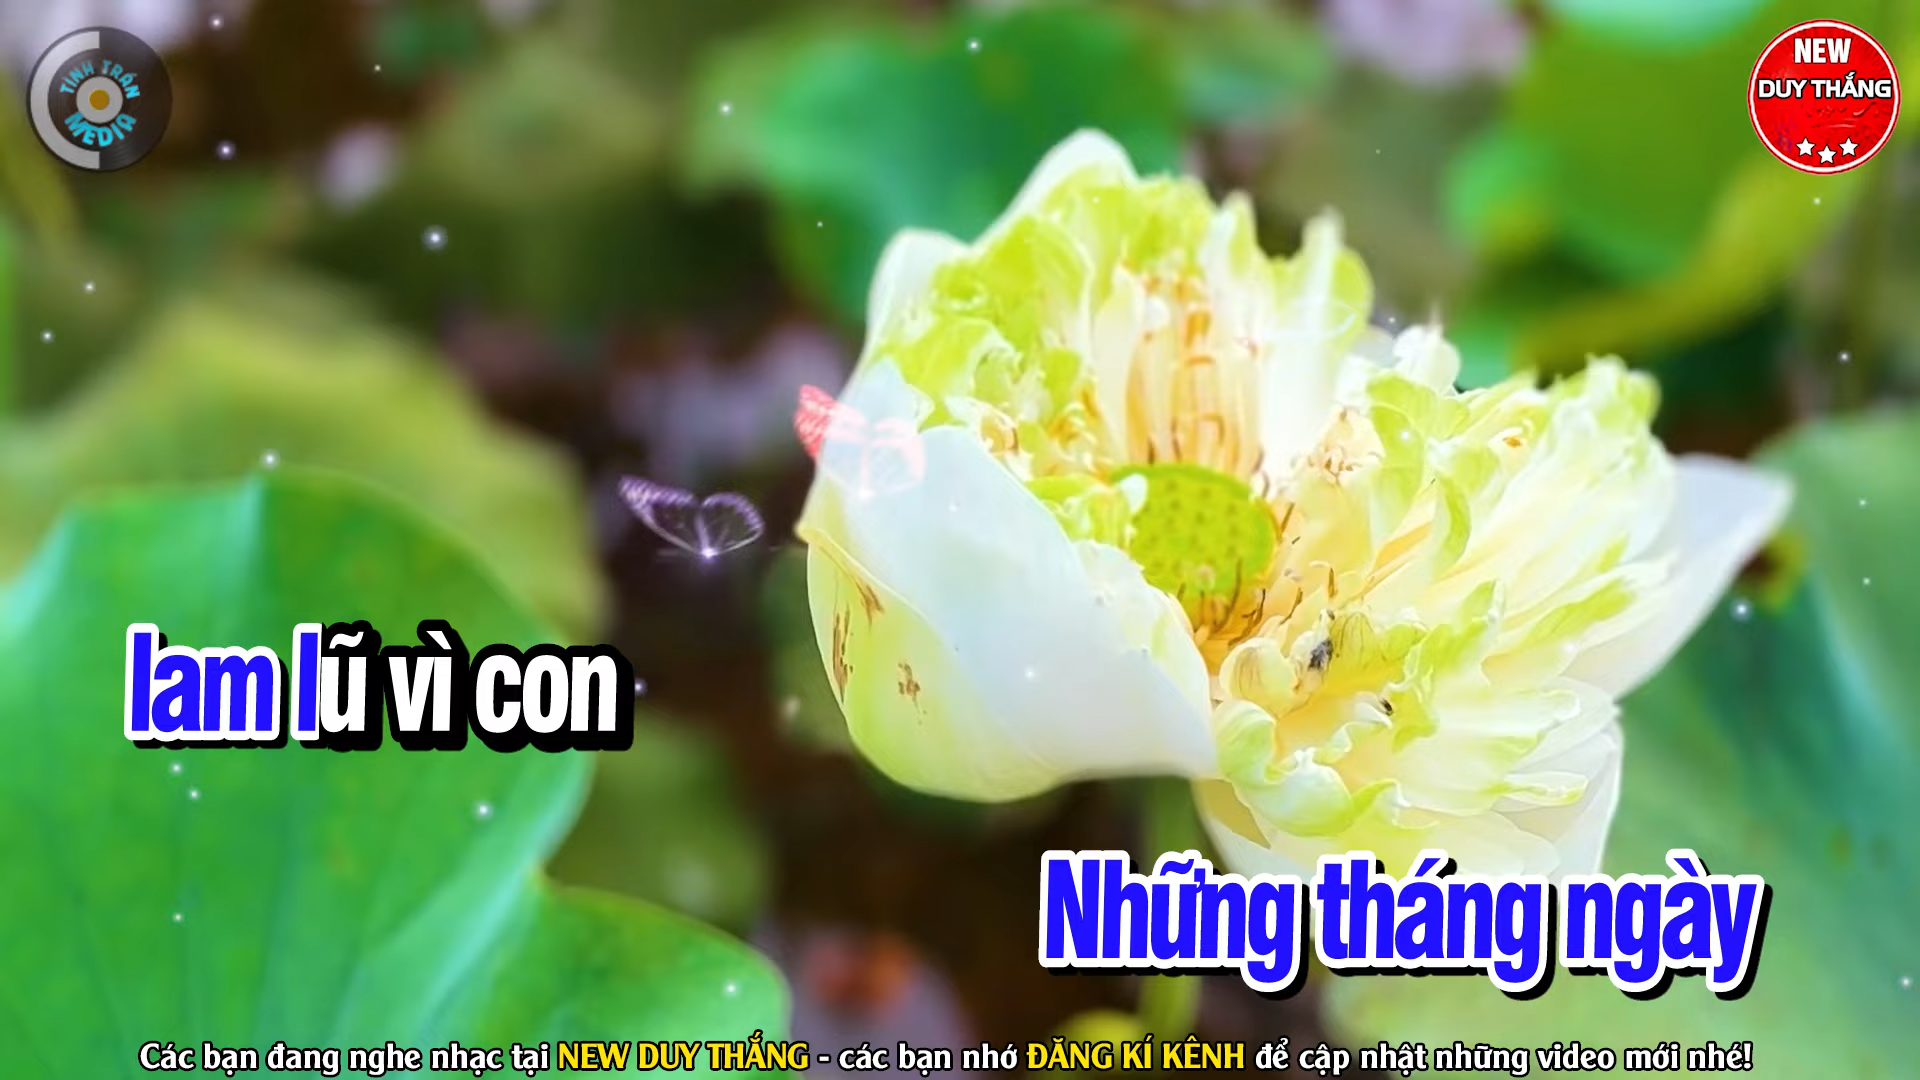 TÌNH TRẦN
MEDIA
NEW
DUY THẮNG
lam lũ vì con
Những tháng ngày
Các bạn đang nghe nhạc tại NEW DUY THẮNG - các bạn nhớ ĐĂNG KÍ KÊNH để cập nhật những video mới nhé!